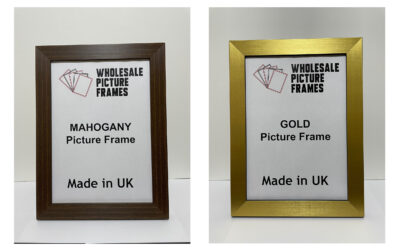 WHOLESALE
PICTURE
FRAMES
MAHOGANY
Picture Frame
Made in UK
WHOLESALE
PICTURE
FRAMES
GOLD
Picture Frame
Made in UK